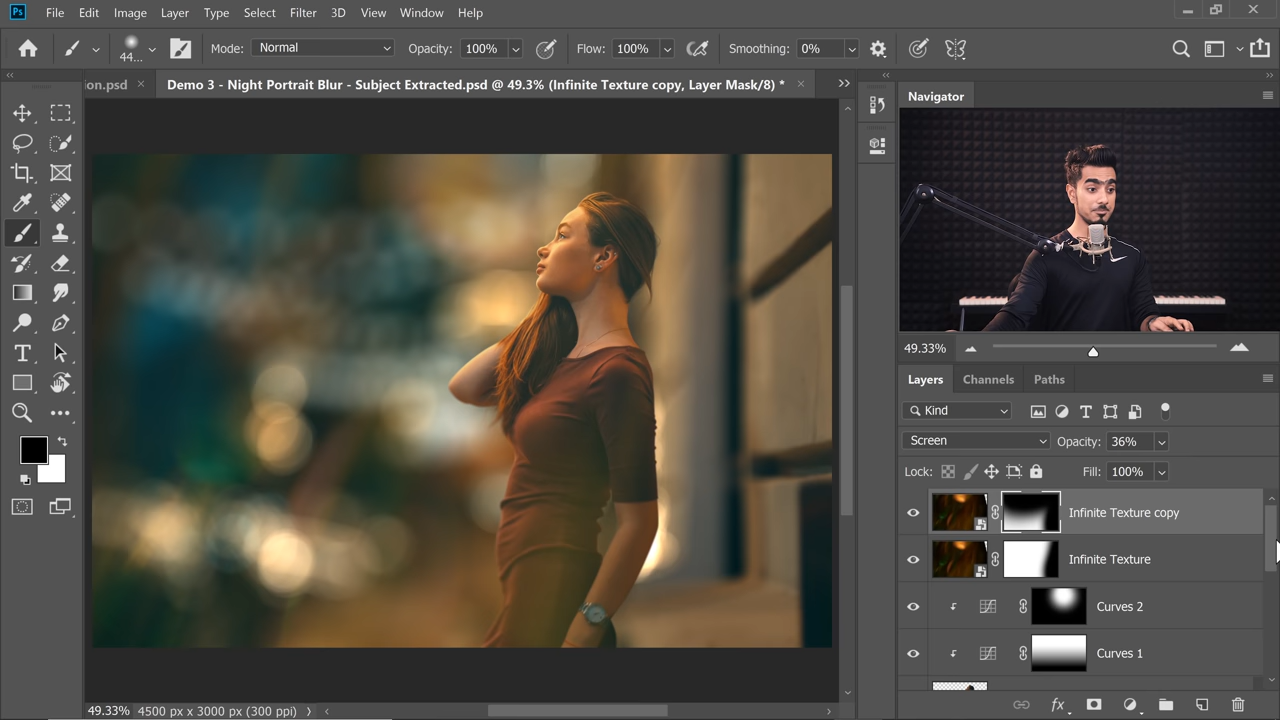 Ps File Edit Image Layer Type Select Filter 3D View Window Help
44... Mode: Normal Opacity: 100% Flow: 100% Smoothing: 0%
ion.psd × Demo 3 - Night Portrait Blur - Subject Extracted.psd @ 49.3% (Infinite Texture copy, Layer Mask/8) * ×
Navigator
49.33%
Layers Channels Paths
Kind
Screen Opacity: 36%
Lock: Fill: 100%
Infinite Texture copy
Infinite Texture
Curves 2
Curves 1
fx
49.33% 4500 px x 3000 px (300 ppi)